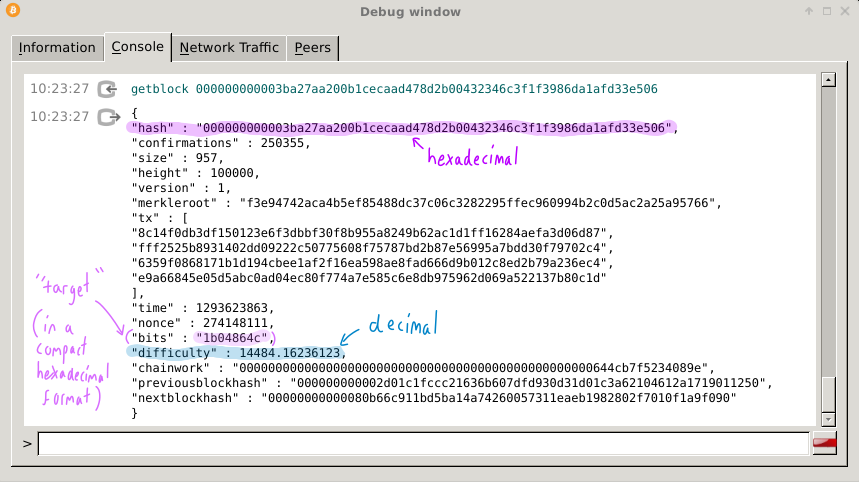 Debug window
Information Console Network Traffic Peers
10:23:27 getblock 000000000003ba27aa200b1cecaad478d2b00432346c3f1f3986da1afd33e506
10:23:27 {
"hash" : "000000000003ba27aa200b1cecaad478d2b00432346c3f1f3986da1afd33e506",
"confirmations" : 250355,
hexadecimal
"size" : 957,
"height" : 100000,
"version" : 1,
"merkleroot" : "f3e94742aca4b5ef85488dc37c06c3282295ffec960994b2c0d5ac2a25a95766",
"tx" : [
"8c14f0db3df150123e6f3dbbf30f8b955a8249b62ac1d1ff16284aefa3d06d87",
"fff2525b8931402dd09222c50775608f75787bd2b87e56995a7bdd30f79702c4",
"6359f0868171b1d194cbee1af2f16ea598ae8fad666d9b012c8ed2b79a236ec4",
"e9a66845e05d5abc0ad04ec80f774a7e585c6e8db975962d069a522137b80c1d"
],
"time" : 1293623863,
"nonce" : 274148111,
"bits" : "1b04864c",
"difficulty" : 14484.16236123,
"chainwork" : "000000000000000000000000000000000000000000000000000644cb7f5234089e",
"previousblockhash" : "000000000002d01c1fccc21636b607dfd930d31d01c3a62104612a1719011250",
"nextblockhash" : "00000000000080b66c911bd5ba14a74260057311eaeb1982802f7010f1a9f090"
}
"target"
(in a
compact
hexadecimal
format)
decimal
>